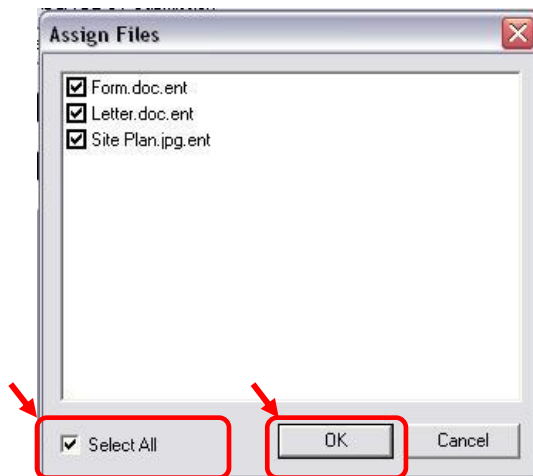 Assign Files
Form.doc.ent
Letter.doc.ent
Site Plan.jpg.ent
Select All
OK
Cancel